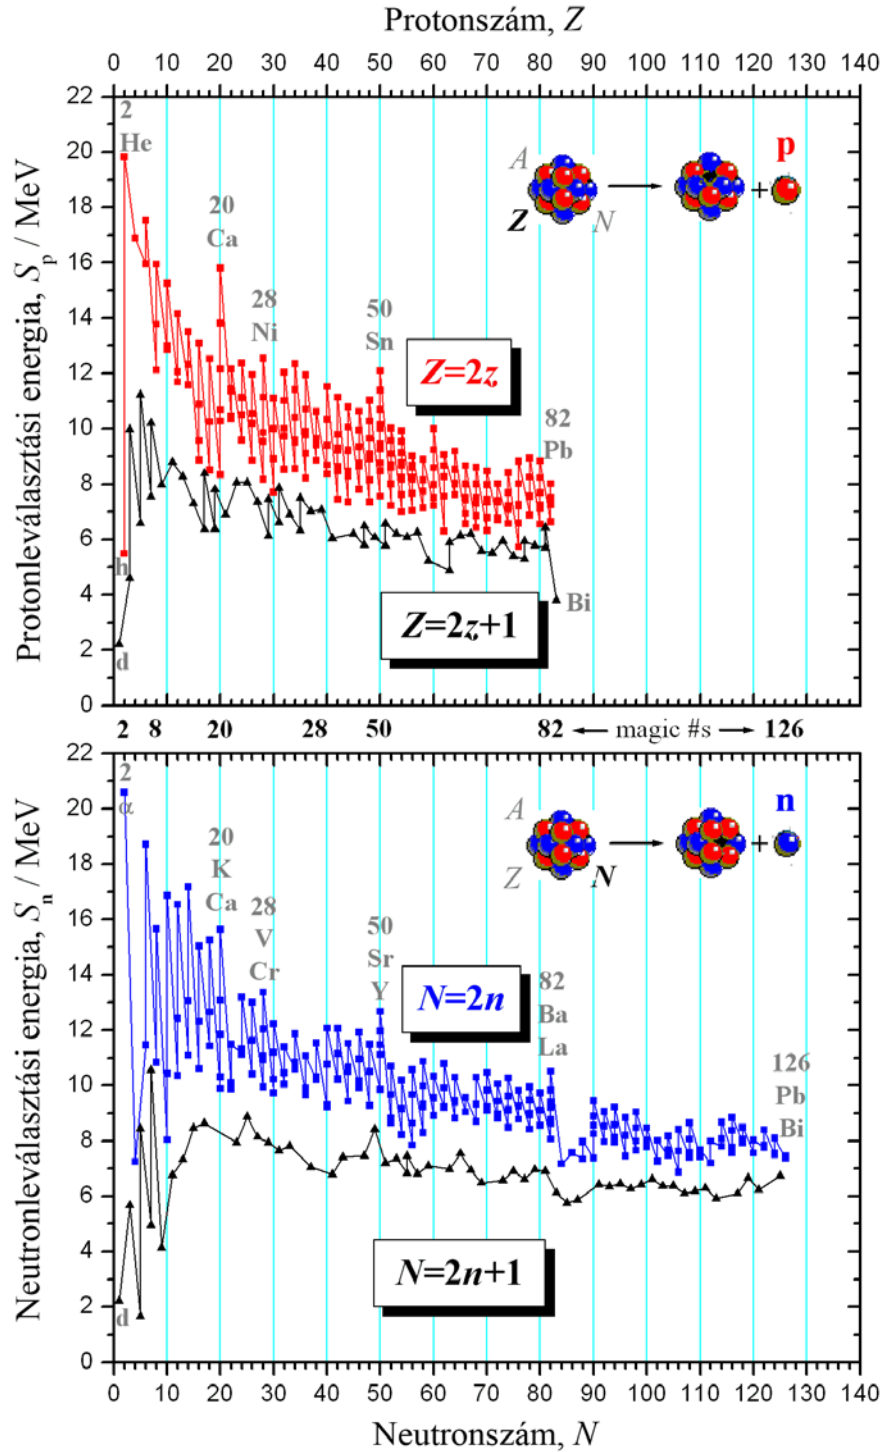 Protonszám, Z
0 10 20 30 40 50 60 70 80 90 100 110 120 130 140
Protonleválasztási energia, Sp / MeV
22
20
18
16
14
12
10
8
6
4
2
0
2
He
20
Ca
28
Ni
50
Sn
82
Pb
A
Z
N
+
p
Z=2z
h
d
Z=2z+1
Bi
2 8 20 28 50 82 ← magic #s → 126
Neutronleválasztási energia, Sn / MeV
22
20
18
16
14
12
10
8
6
4
2
0
2
α
20
K
Ca
28
V
Cr
50
Sr
Y
82
Ba
La
126
Pb
Bi
A
Z
N
+
n
N=2n
d
N=2n+1
0 10 20 30 40 50 60 70 80 90 100 110 120 130 140
Neutronszám, N